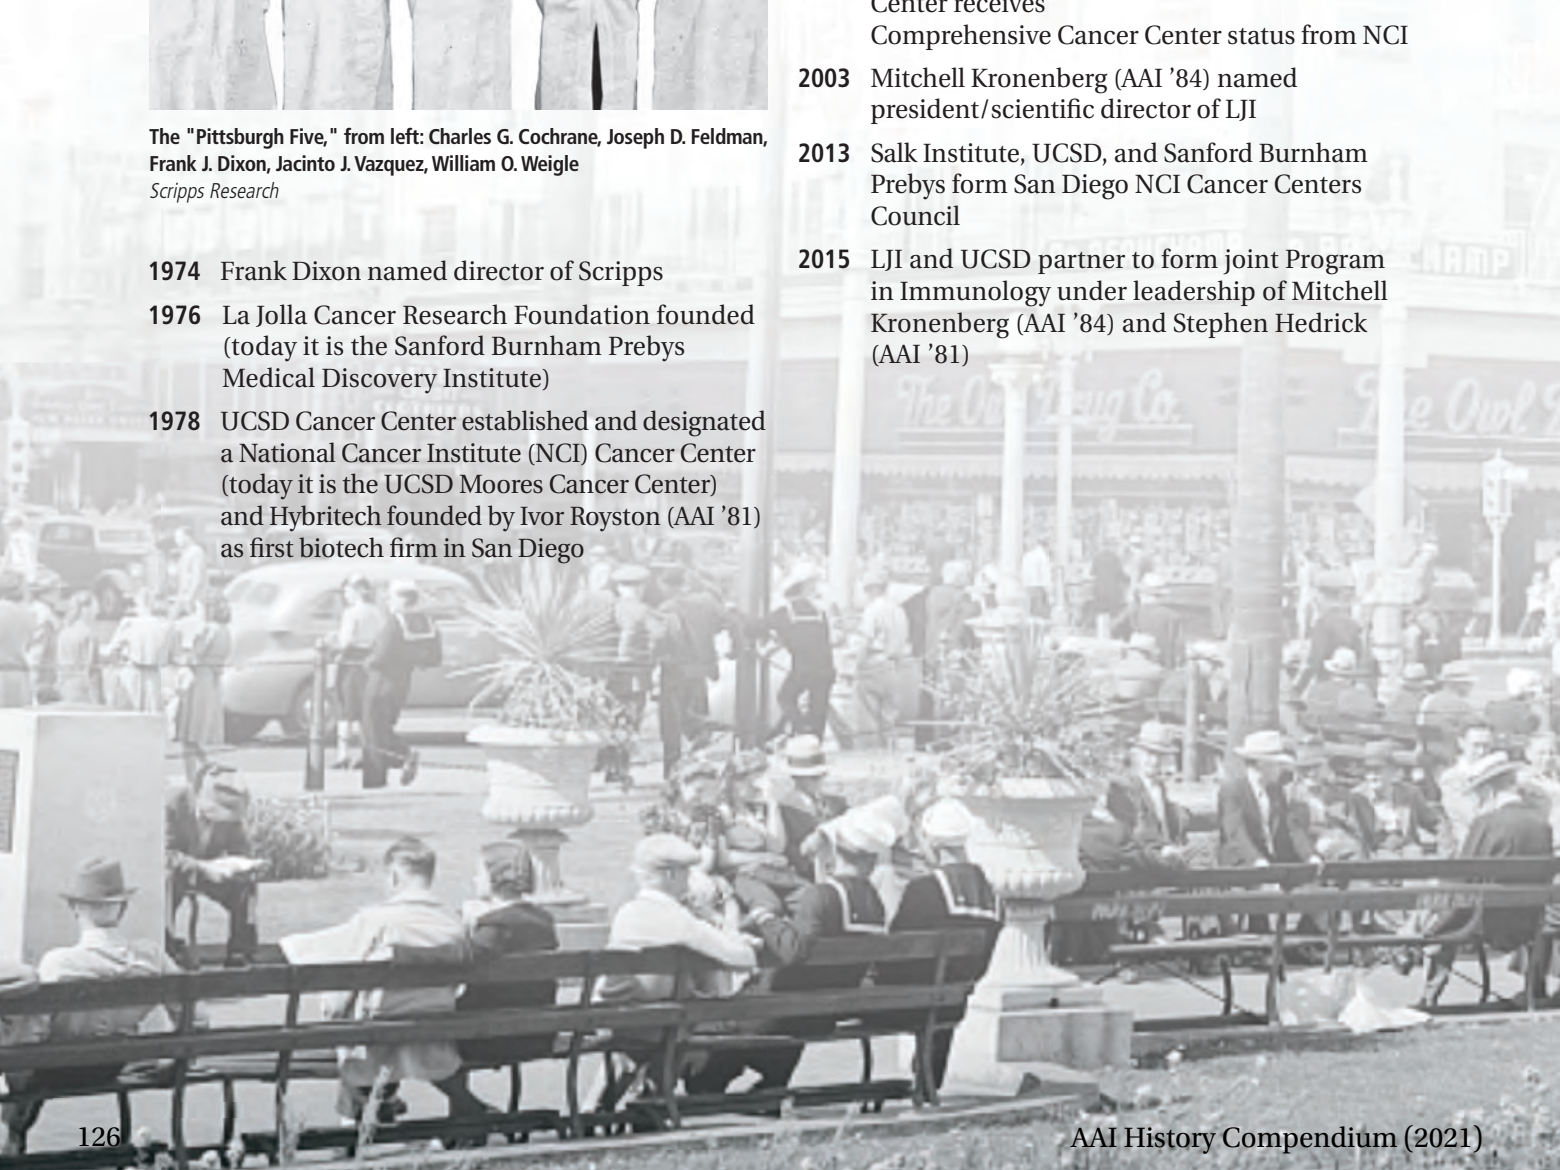 The "Pittsburgh Five," from left: Charles G. Cochrane, Joseph D. Feldman,
Frank J. Dixon, Jacinto J. Vazquez, William O. Weigle
Scripps Research
1974 Frank Dixon named director of Scripps
1976 La Jolla Cancer Research Foundation founded
(today it is the Sanford Burnham Prebys
Medical Discovery Institute)
1978 UCSD Cancer Center established and designated
a National Cancer Institute (NCI) Cancer Center
(today it is the UCSD Moores Cancer Center)
and Hybritech founded by Ivor Royston (AAI ’81)
as first biotech firm in San Diego
Center receives
Comprehensive Cancer Center status from NCI
2003 Mitchell Kronenberg (AAI ’84) named
president/scientific director of LJI
2013 Salk Institute, UCSD, and Sanford Burnham
Prebys form San Diego NCI Cancer Centers
Council
2015 LJI and UCSD partner to form joint Program
in Immunology under leadership of Mitchell
Kronenberg (AAI ’84) and Stephen Hedrick
(AAI ’81)
The Owl Drug Co.
The Owl
126
AAI History Compendium (2021)